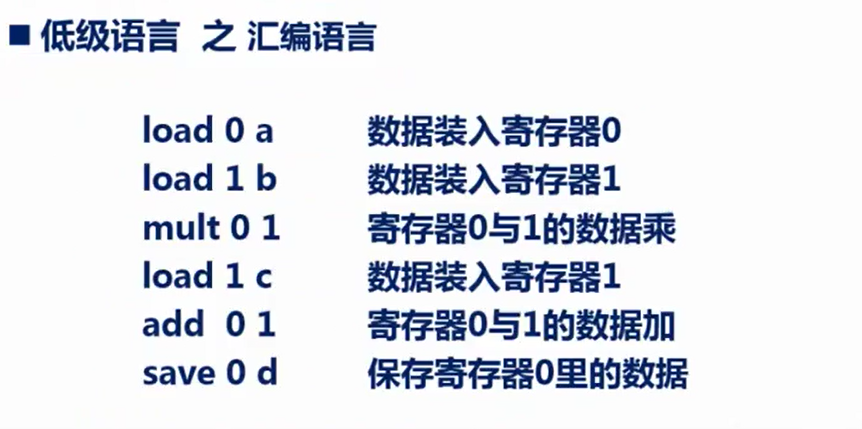 ■ 低级语言 之 汇编语言
load 0 a 数据装入寄存器0
load 1 b 数据装入寄存器1
mult 0 1 寄存器0与1的数据乘
load 1 c 数据装入寄存器1
add 0 1 寄存器0与1的数据加
save 0 d 保存寄存器0里的数据